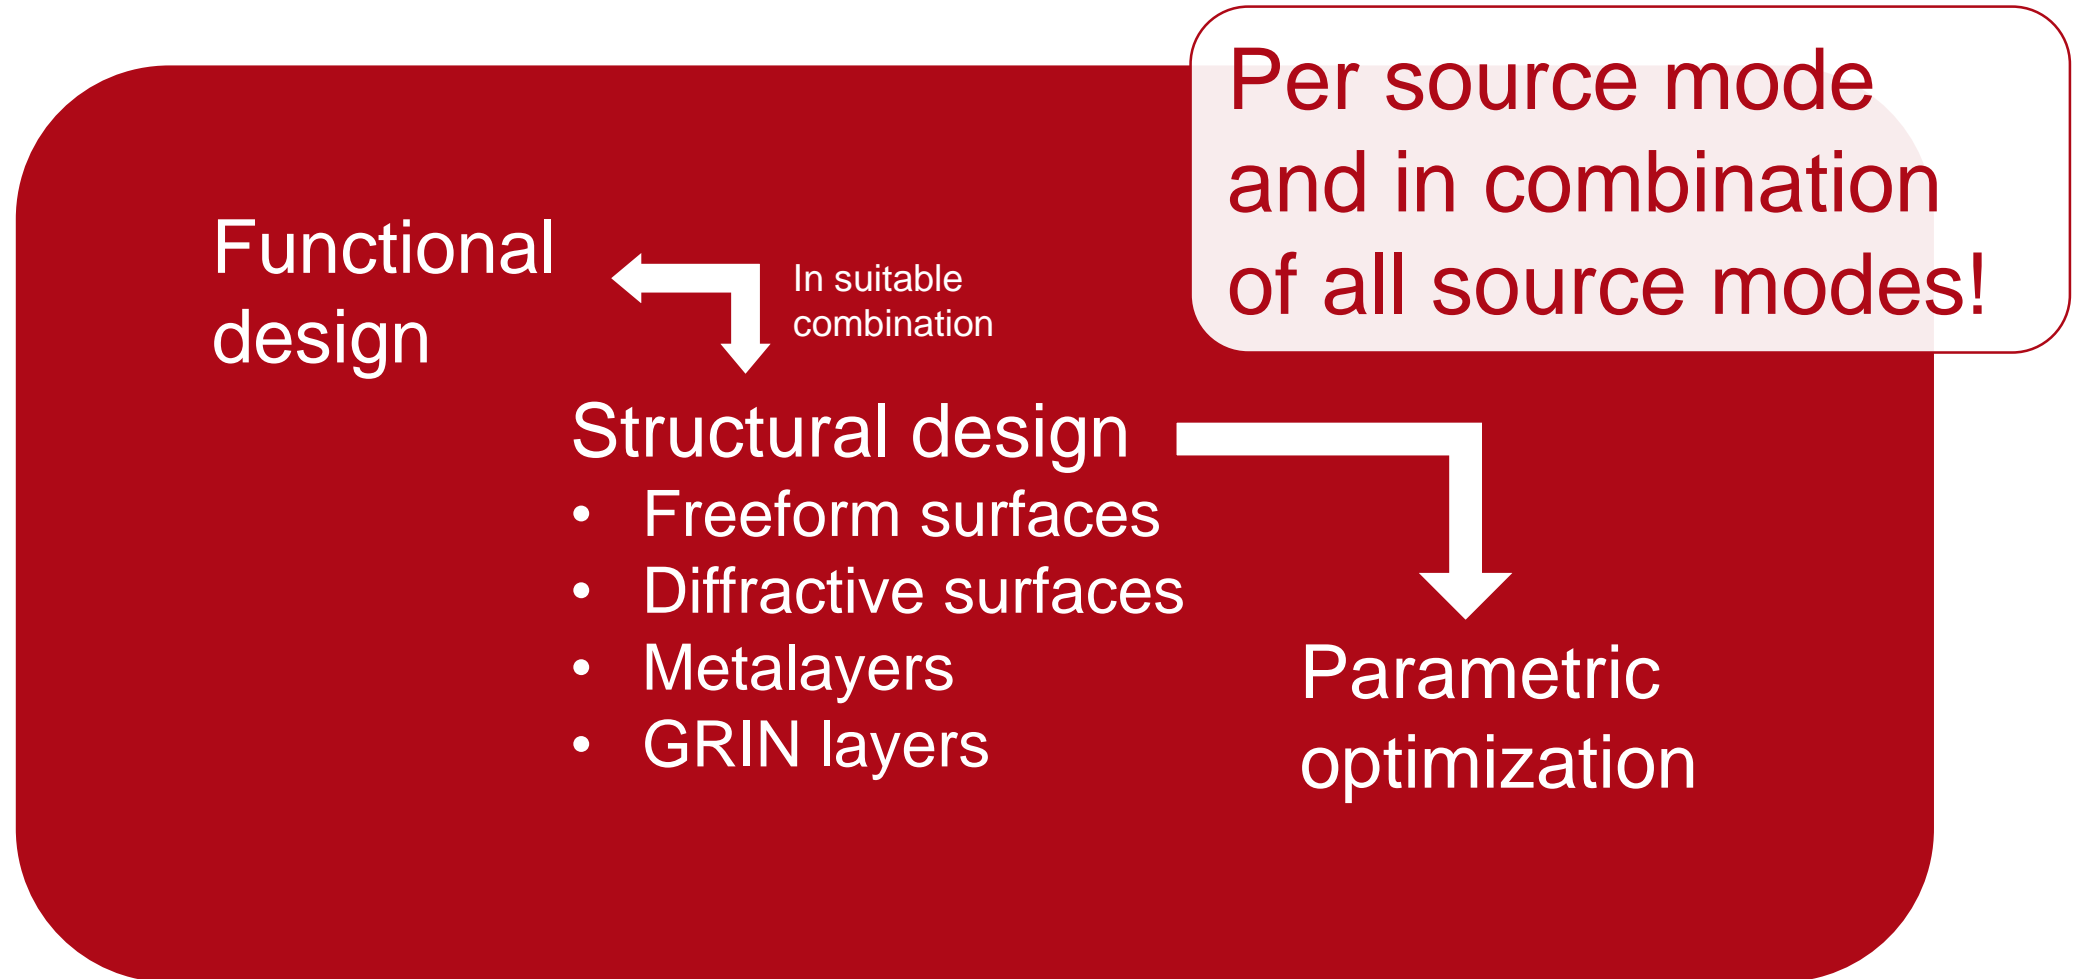 Per source mode
and in combination
of all source modes!
Functional
design
In suitable
combination
Structural design
• Freeform surfaces
• Diffractive surfaces
• Metalayers
• GRIN layers
Parametric
optimization